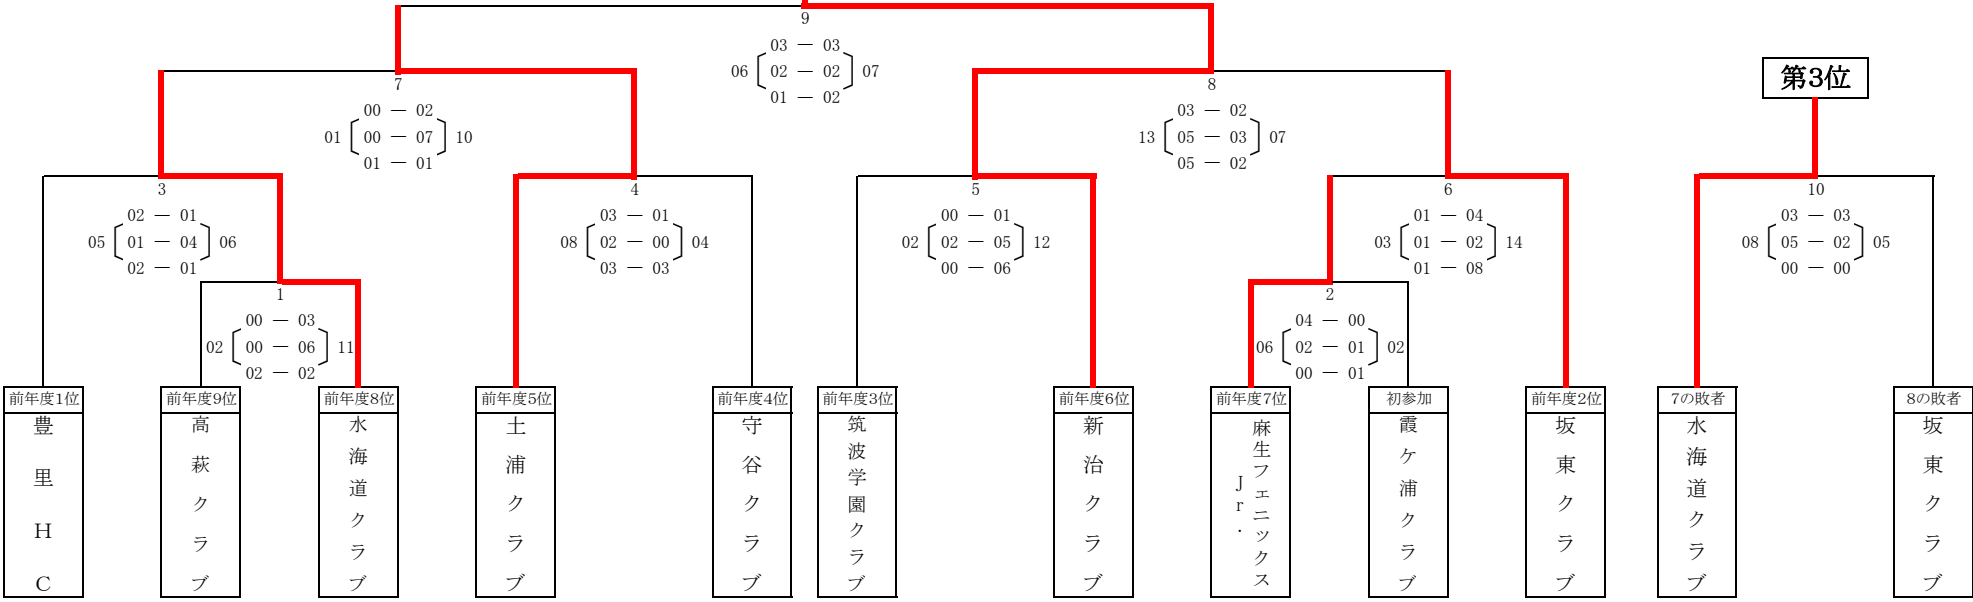 9
03 － 03
06 02 － 02 07
01 － 02
7
00 － 02
01 00 － 07 10
01 － 01
8
03 － 02
13 05 － 03 07
05 － 02
第3位
3
02 － 01
05 01 － 04 06
02 － 01
4
03 － 01
08 02 － 00 04
03 － 03
5
00 － 01
02 02 － 05 12
00 － 06
6
01 － 04
03 01 － 02 14
01 － 08
10
03 － 03
08 05 － 02 05
00 － 00
1
00 － 03
02 00 － 06 11
02 － 02
2
04 － 00
06 02 － 01 02
00 － 01
前年度1位
豊里HC
前年度9位
高萩クラブ
前年度8位
水海道クラブ
前年度5位
土浦クラブ
前年度4位
守谷クラブ
前年度3位
筑波学園クラブ
前年度6位
新治クラブ
前年度7位
麻生フェニックス
Jr.
初参加
霞ケ浦クラブ
前年度2位
坂東クラブ
7の敗者
水海道クラブ
8の敗者
坂東クラブ